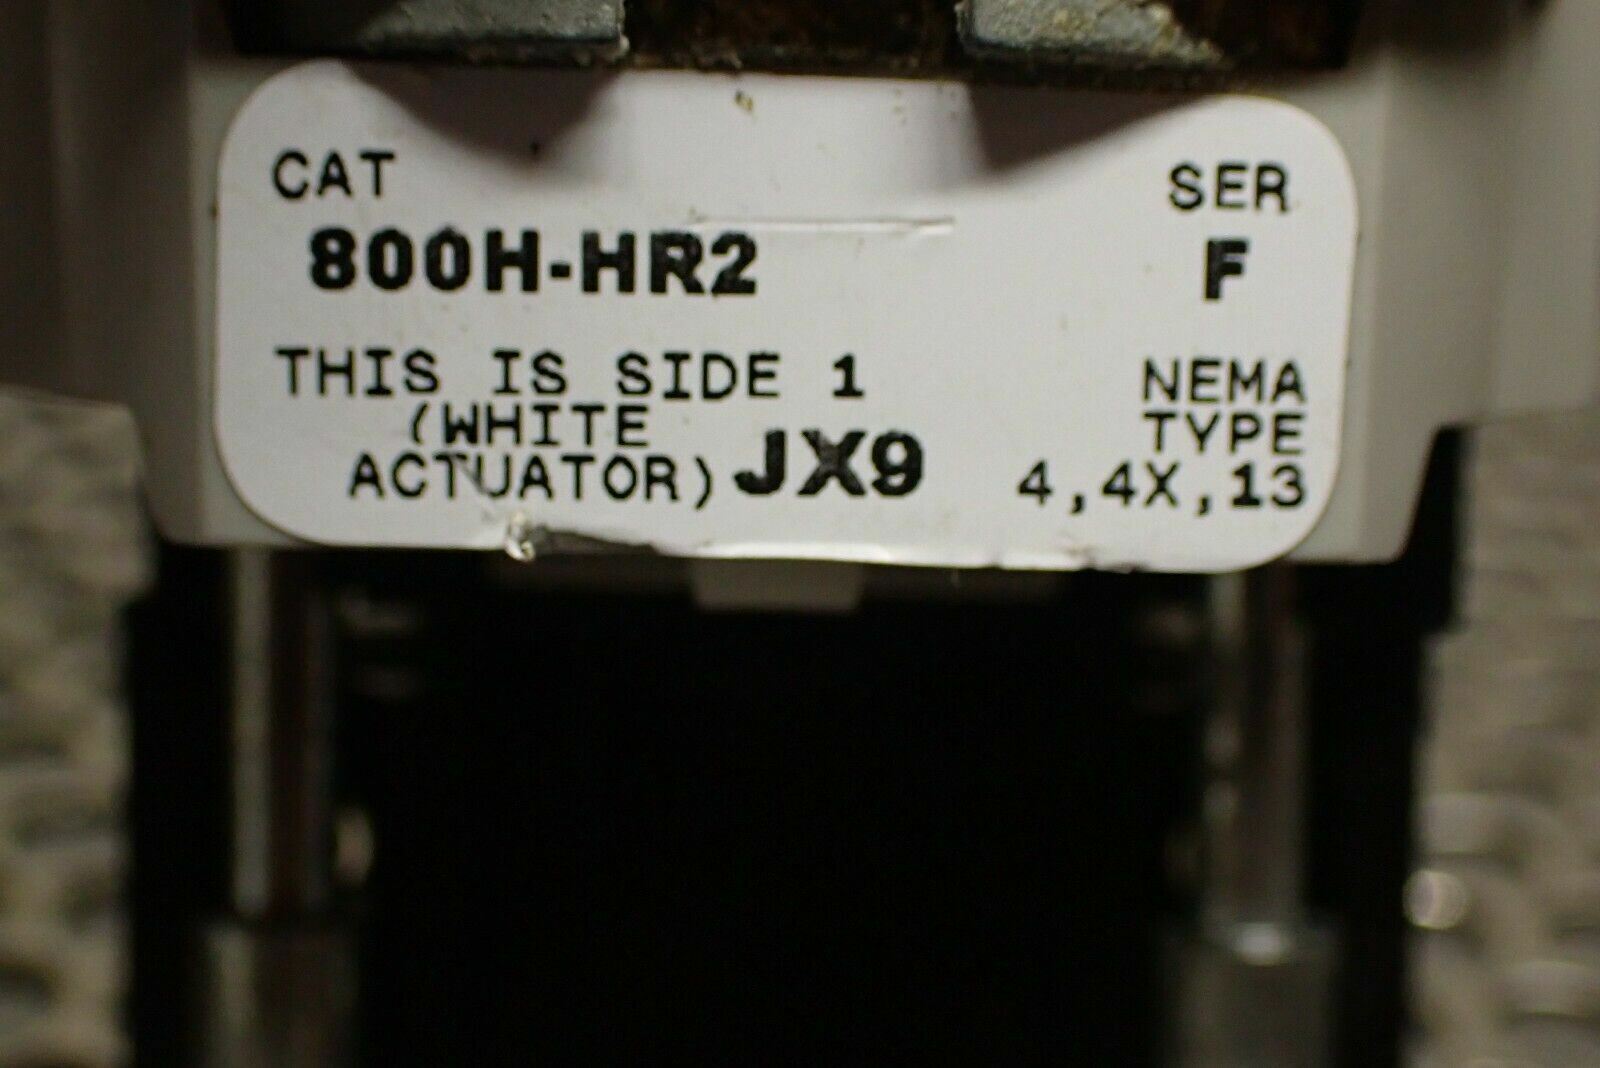 CAT SER
800H-HR2 F
THIS IS SIDE 1 NEMA
(WHITE TYPE
ACTUATOR) JX9 4,4X,13